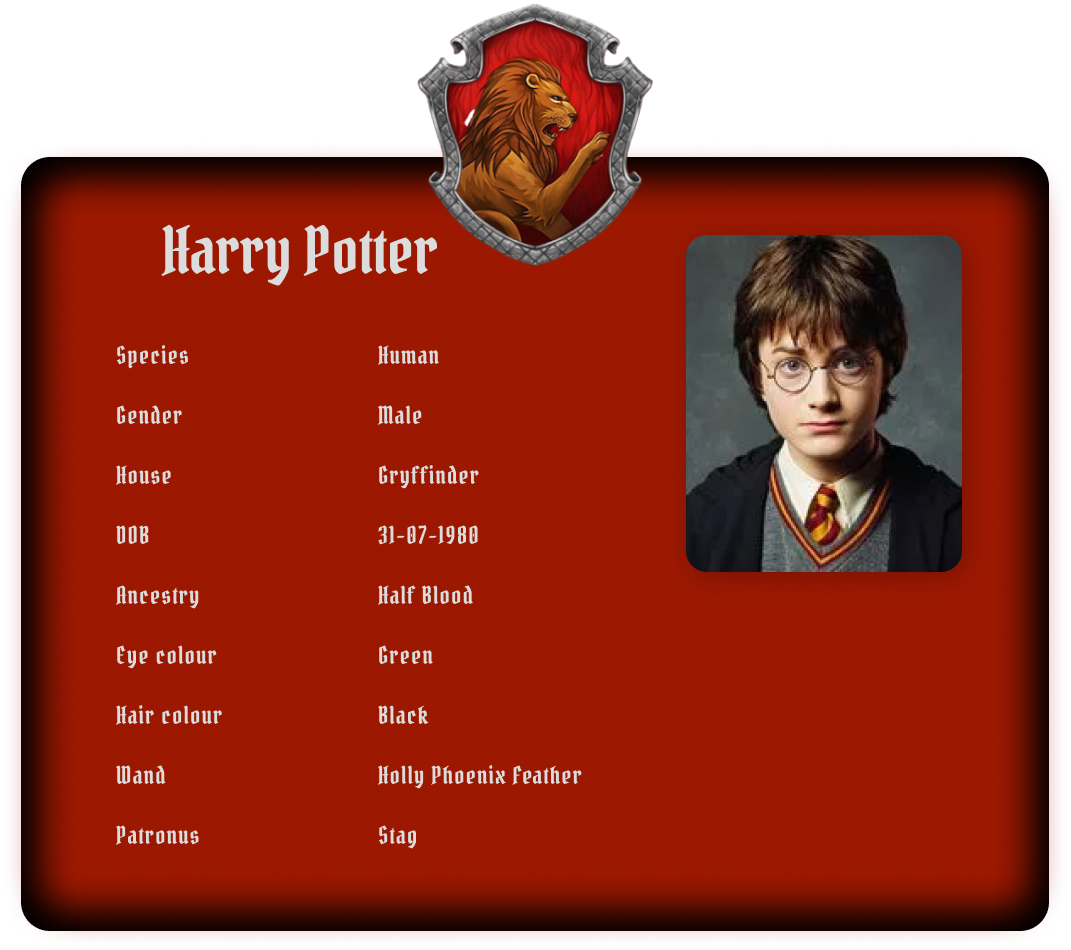 Harry Potter
Species Human
Gender Male
House Gryffinder
DOB 31-07-1980
Ancestry Half Blood
Eye colour Green
Hair colour Black
Wand Holly Phoenix Feather
Patronus Stag